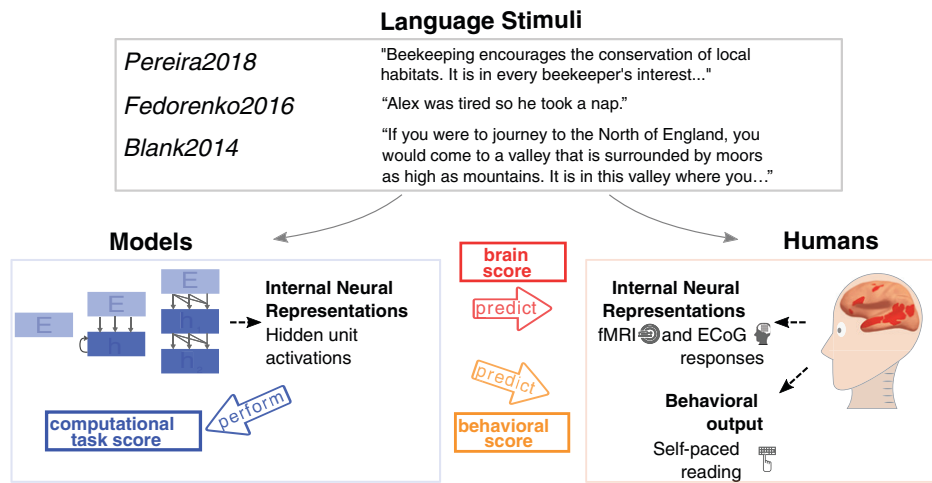 Language Stimuli
Pereira2018
"Beekeeping encourages the conservation of local
habitats. It is in every beekeeper's interest..."
Fedorenko2016
“Alex was tired so he took a nap.”
Blank2014
“If you were to journey to the North of England, you
would come to a valley that is surrounded by moors
as high as mountains. It is in this valley where you…”
Models
E
E
h
E
h
h
Internal Neural
Representations
Hidden unit
activations
perform
computational
task score
brain
score
predict
predict
behavioral
score
Humans
Internal Neural
Representations
fMRI and ECoG
responses
Behavioral
output
Self-paced
reading